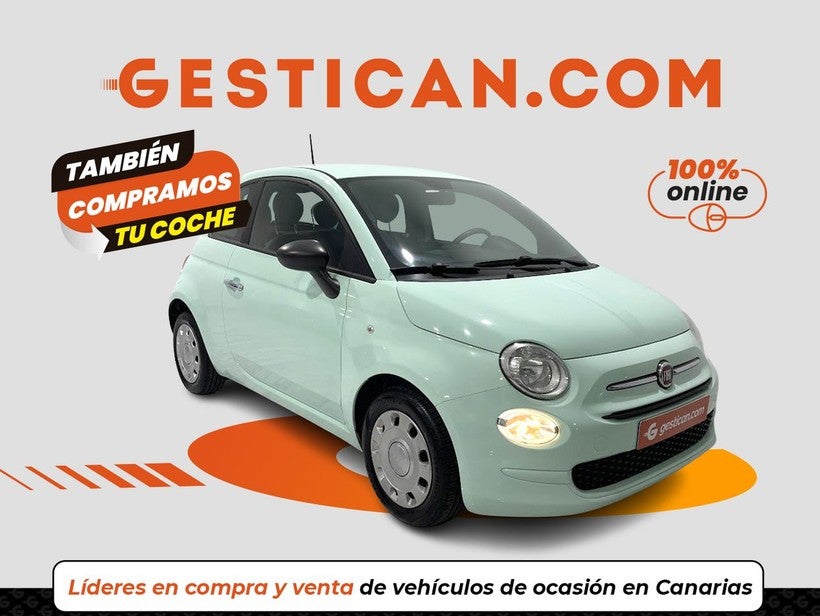 GESTICAN.COM
TAMBIÉN
COMPRAMOS
TU COCHE
100%
online
FIAT
gestican.com
Líderes en compra y venta de vehículos de ocasión en Canarias